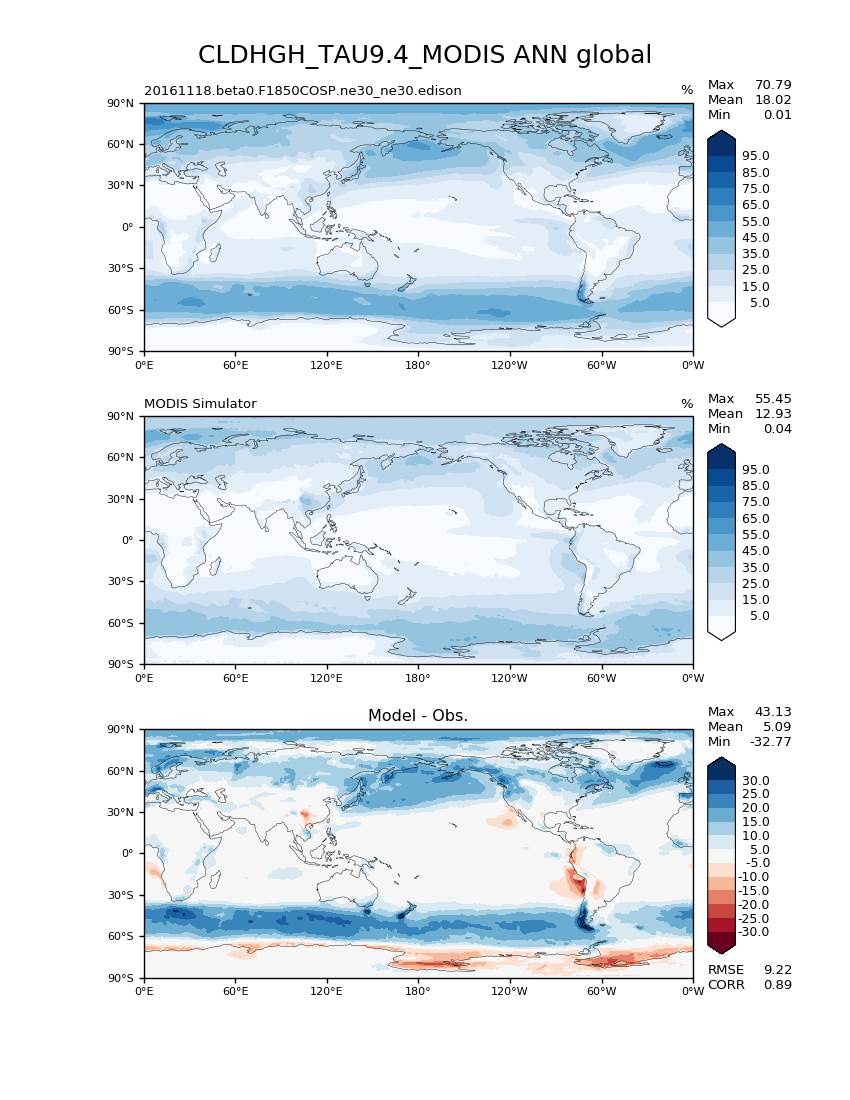 CLDHGH_TAU9.4_MODIS ANN global
20161118.beta0.F1850COSP.ne30_ne30.edison
%
Max 70.79
Mean 18.02
Min 0.01
90°N
60°N
30°N
0°
30°S
60°S
90°S
0°E 60°E 120°E 180° 120°W 60°W 0°W
95.0
85.0
75.0
65.0
55.0
45.0
35.0
25.0
15.0
5.0
MODIS Simulator
%
Max 55.45
Mean 12.93
Min 0.04
90°N
60°N
30°N
0°
30°S
60°S
90°S
0°E 60°E 120°E 180° 120°W 60°W 0°W
95.0
85.0
75.0
65.0
55.0
45.0
35.0
25.0
15.0
5.0
Model - Obs.
Max 43.13
Mean 5.09
Min -32.77
90°N
60°N
30°N
0°
30°S
60°S
90°S
0°E 60°E 120°E 180° 120°W 60°W 0°W
30.0
25.0
20.0
15.0
10.0
5.0
-5.0
-10.0
-15.0
-20.0
-25.0
-30.0
RMSE 9.22
CORR 0.89